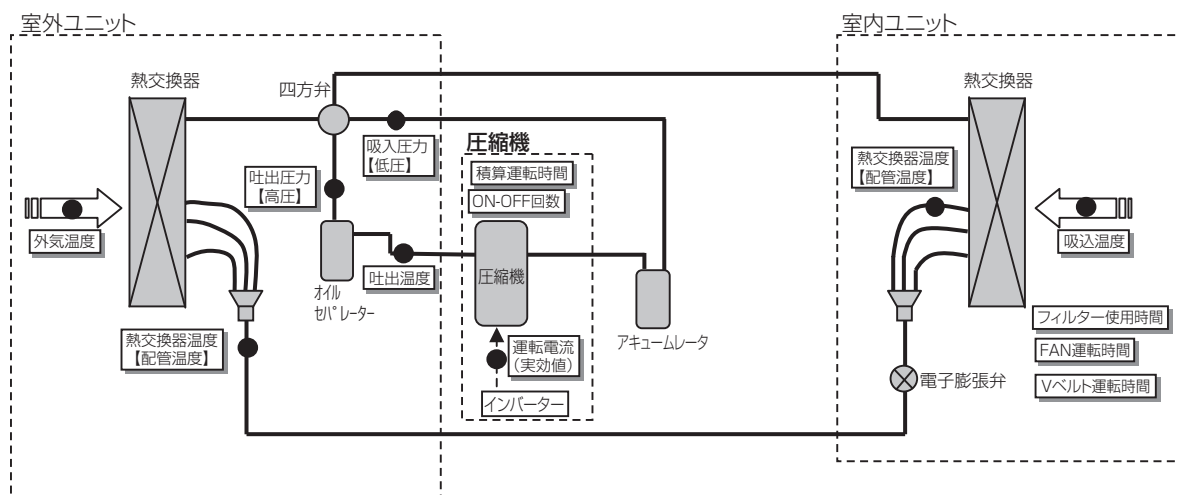 室外ユニット
室内ユニット
熱交換器
四方弁
吸入圧力
【低圧】
圧縮機
積算運転時間
ON-OFF回数
吐出圧力
【高圧】
外気温度
オイル
セパレーター
吐出温度
圧縮機
アキュームレータ
熱交換器温度
【配管温度】
運転電流
(実効値)
インバーター
熱交換器
熱交換器温度
【配管温度】
吸込温度
フィルター使用時間
FAN運転時間
Vベルト運転時間
電子膨張弁